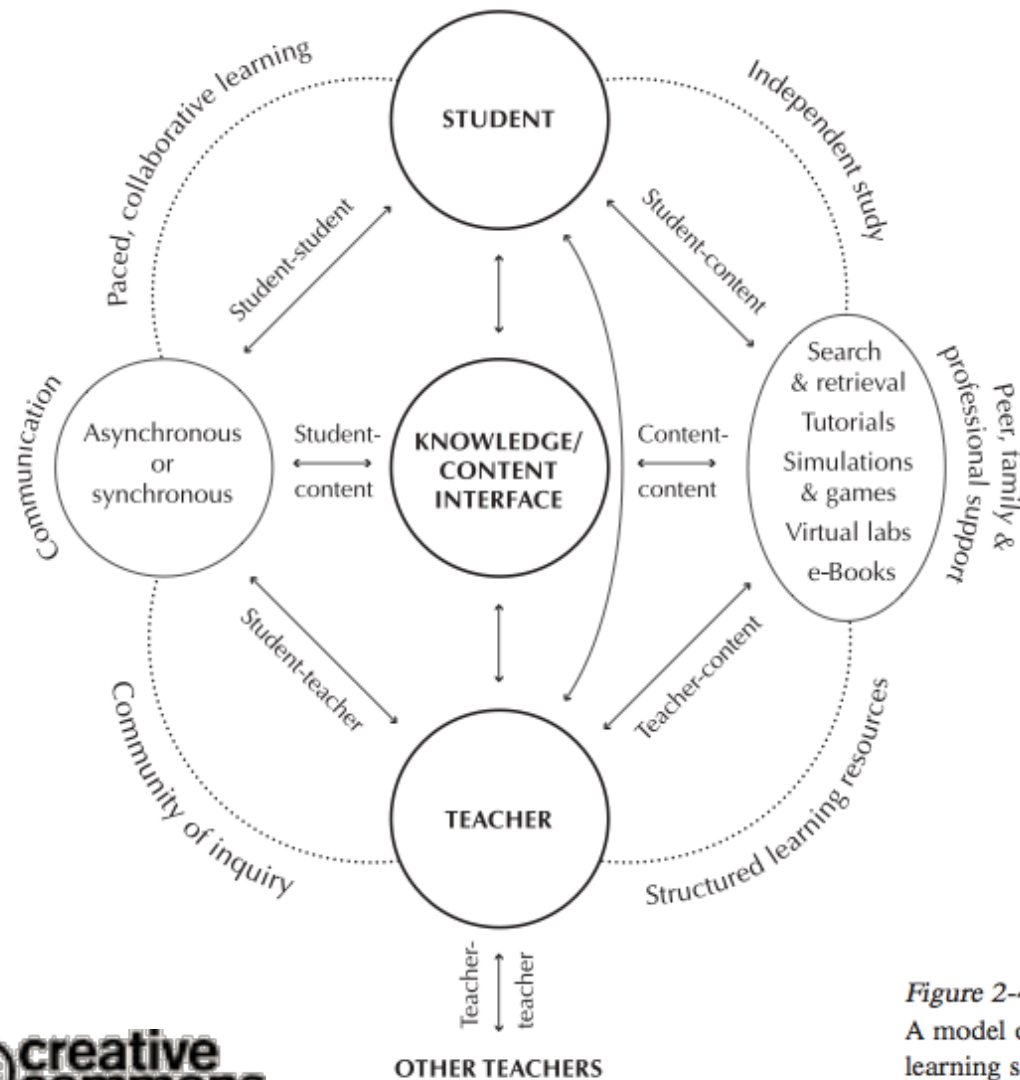 STUDENT
Paced, collaborative learning
Independent study
Student-student
Student-content
Communication
Asynchronous
or
synchronous
Student-
content
KNOWLEDGE/
CONTENT
INTERFACE
Content-
content
Search
& retrieval
Tutorials
Simulations
& games
Virtual labs
e-Books
Peer, family &
professional support
Student-teacher
Teacher-content
Community of inquiry
TEACHER
Structured learning resources
Teacher-
teacher
OTHER TEACHERS
Figure 2-4
A model
learning
creative
commons